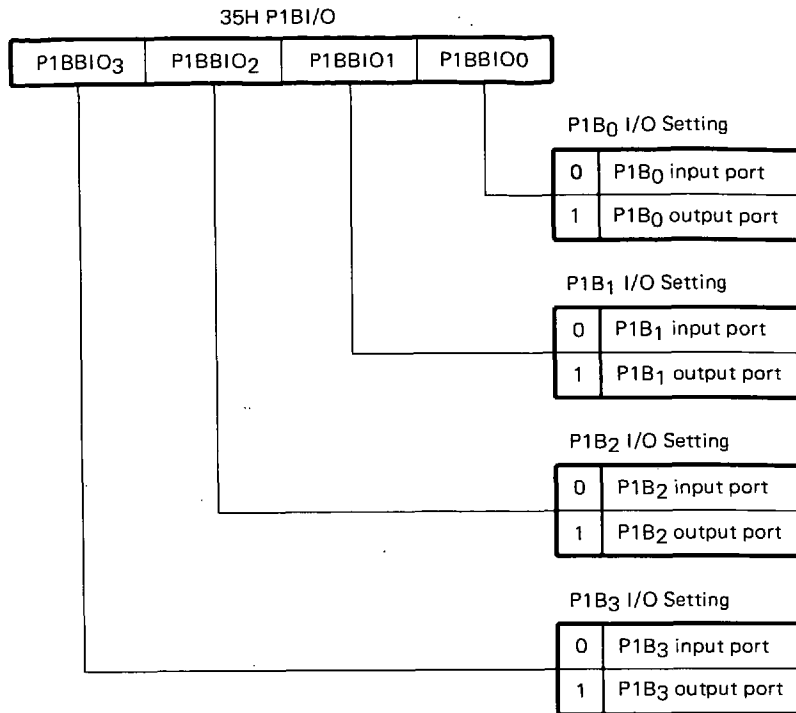 35H P1BI/O
P1BBIO3 P1BBIO2 P1BBIO1 P1BBIO0
P1B0 I/O Setting
0 P1B0 input port
1 P1B0 output port
P1B1 I/O Setting
0 P1B1 input port
1 P1B1 output port
P1B2 I/O Setting
0 P1B2 input port
1 P1B2 output port
P1B3 I/O Setting
0 P1B3 input port
1 P1B3 output port